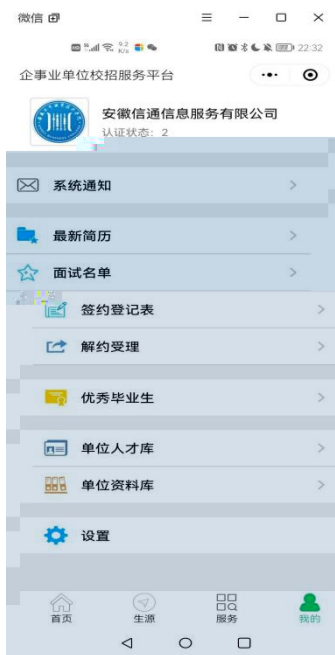 微信
9.2
K/s
22:32
企事业单位校招服务平台
安徽信通信息服务有限公司
认证状态: 2
系统通知
最新简历
面试名单
签约登记表
解约受理
优秀毕业生
单位人才库
单位资料库
设置
首页
生源
服务
我的